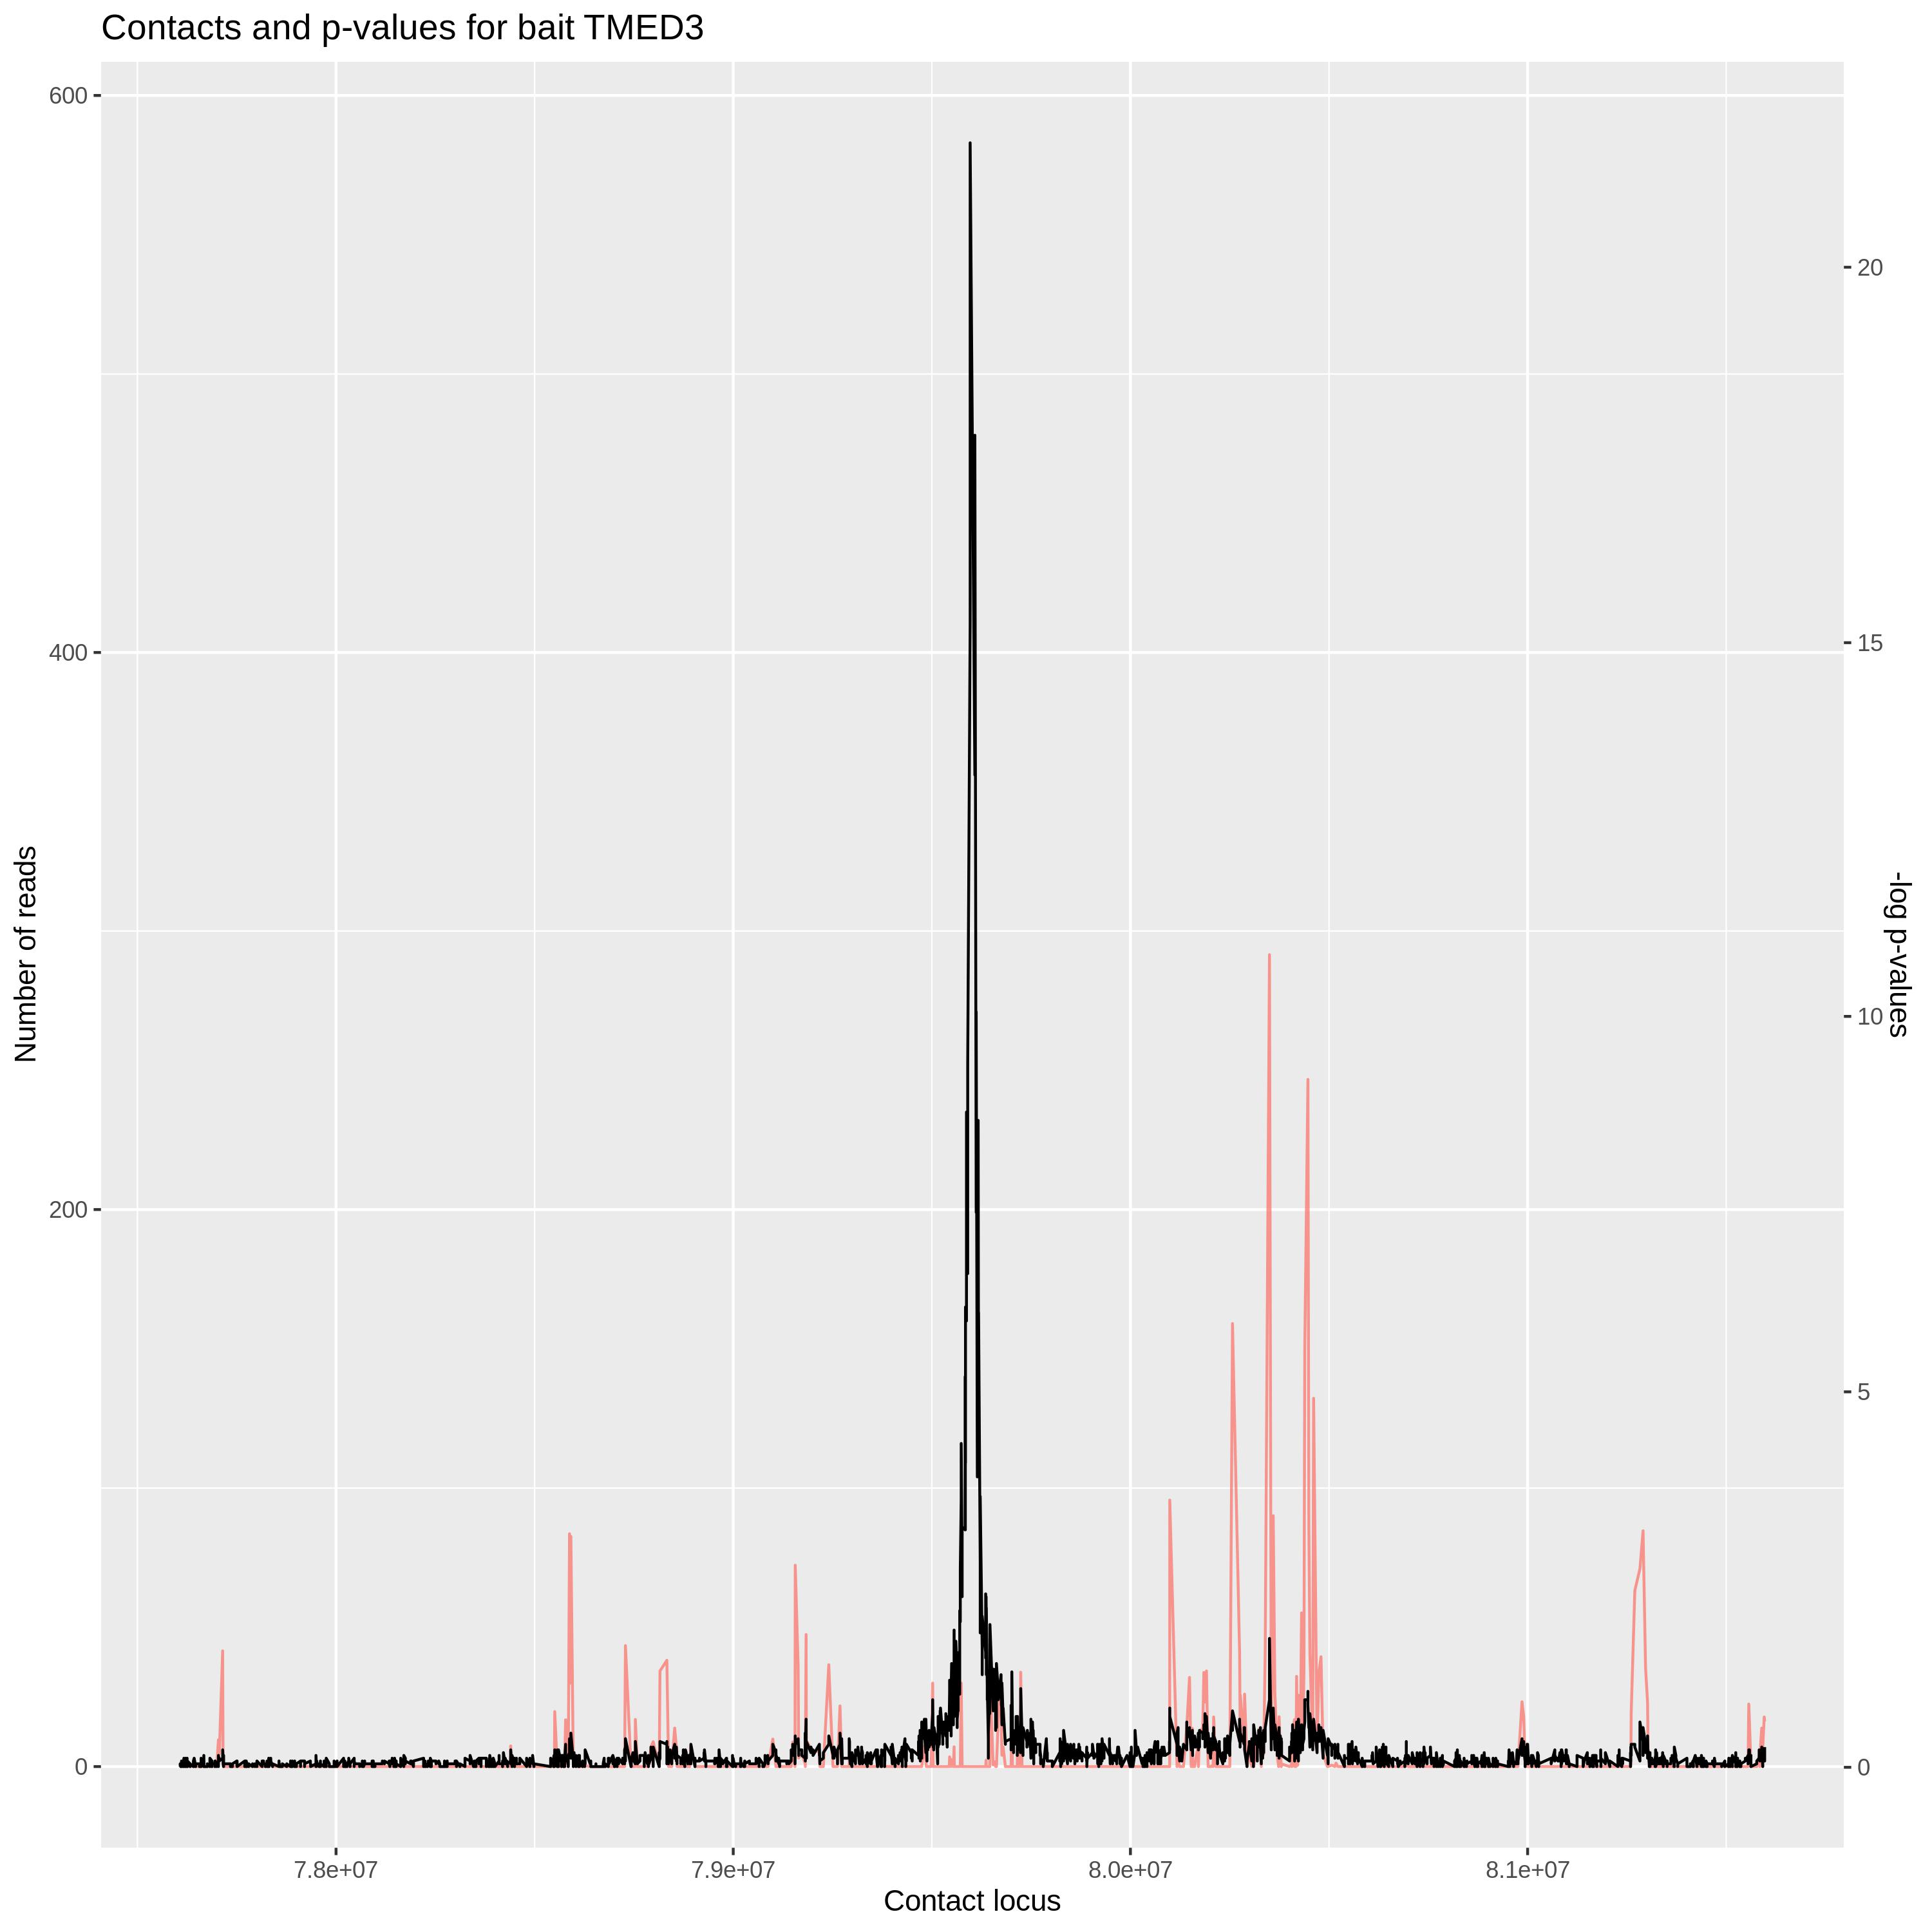 Contacts and p-values for bait TMED3
600
400
200
0
Number of reads
20
15
10
5
0
-log p-values
7.8e+07
7.9e+07
8.0e+07
8.1e+07
Contact locus